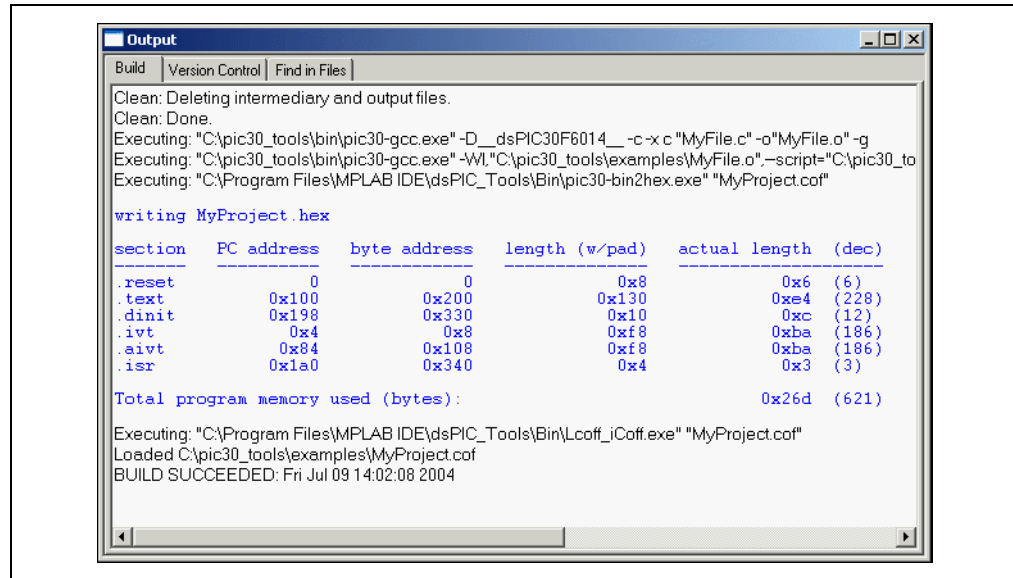 Output
Build Version Control Find in Files
Clean: Deleting intermediary and output files.
Clean: Done.
Executing: "C:\pic30_tools\bin\pic30-gcc.exe" -D__dsPIC30F6014__ -c -x c "MyFile.c" -o"MyFile.o" -g
Executing: "C:\pic30_tools\bin\pic30-gcc.exe" -Wl,"C:\pic30_tools\examples\MyFile.o",--script="C:\pic30_to
Executing: "C:\Program Files\MPLAB IDE\dsPIC_Tools\Bin\pic30-bin2hex.exe" "MyProject.cof"
writing MyProject.hex
section PC address byte address length (w/pad) actual length (dec)
------- ---------- ------------ -------------- -------------------
.reset 0 0 0x8 0x6 (6)
.text 0x100 0x200 0x130 0xe4 (228)
.dinit 0x198 0x330 0x10 0xc (12)
.ivt 0x4 0x8 0xf8 0xba (186)
.aivt 0x84 0x108 0xf8 0xba (186)
.isr 0x1a0 0x340 0x4 0x3 (3)
Total program memory used (bytes): 0x26d (621)
Executing: "C:\Program Files\MPLAB IDE\dsPIC_Tools\Bin\Lcoff_iCoff.exe" "MyProject.cof"
Loaded C:\pic30_tools\examples\MyProject.cof
BUILD SUCCEEDED: Fri Jul 09 14:02:08 2004